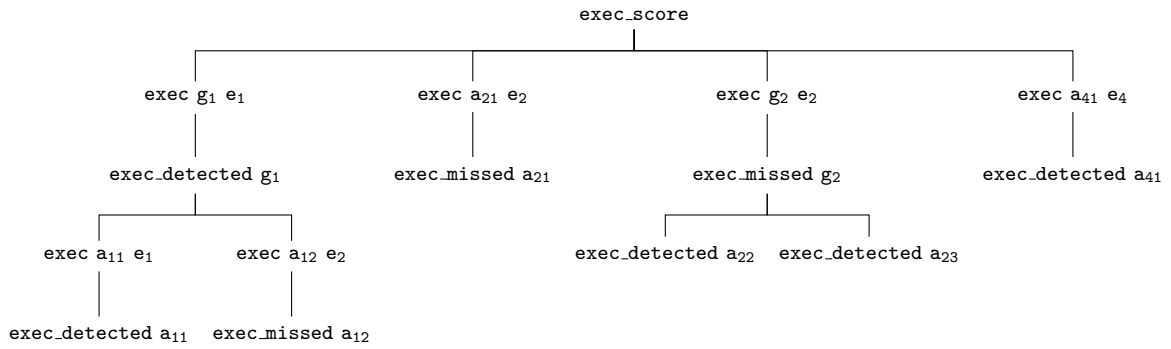 exec_score
exec g₁ e₁ exec a₂₁ e₂ exec g₂ e₂ exec a₄₁ e₄
exec_detected g₁ exec_missed a₂₁ exec_missed g₂ exec_detected a₄₁
exec a₁₁ e₁ exec a₁₂ e₂ exec_detected a₂₂ exec_detected a₂₃
exec_detected a₁₁ exec_missed a₁₂